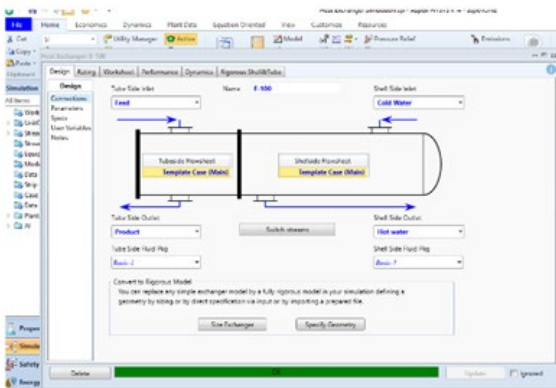 File Home Economics Dynamics Plant Data Equation Oriented View Customize Resources
Cut
Copy
Paste
Clipboard
Utility Manager
Active
Model
Pressure Relief
Emissions
Simulation
All Items
Heat Exchanger: E-100
Design Rating Worksheet Performance Dynamics Rigorous Shell&Tube
Design
Connections
Parameters
Specs
User Variables
Notes
Tube Side Inlet
Feed
Name E-100
Shell Side Inlet
Cold Water
Tubeside Flowsheet
Template Case (Main)
Shellside Flowsheet
Template Case (Main)
Tube Side Outlet
Product
Switch streams
Shell Side Outlet
Hot water
Tube Side Fluid Pkg
Basis-1
Shell Side Fluid Pkg
Basis-1
Convert to Rigorous Model
You can replace any simple exchanger model by a fully rigorous model in your simulation defining a
geometry by sizing or by direct specification via input or by importing a prepared file.
Size Exchanger
Specify Geometry
Delete
OK
Update
Ignored
Proper
Simula
Safety
Energy